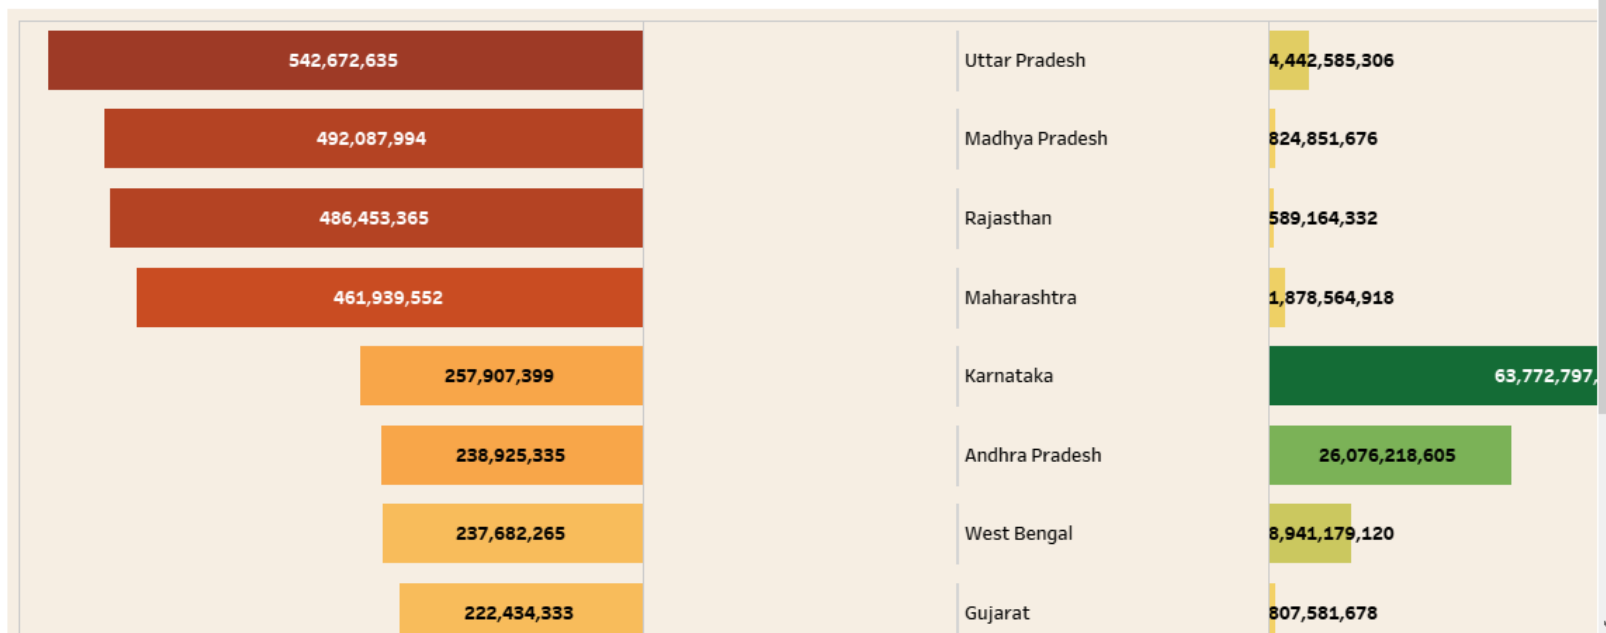 542,672,635 Uttar Pradesh 4,442,585,306
492,087,994 Madhya Pradesh 824,851,676
486,453,365 Rajasthan 589,164,332
461,939,552 Maharashtra 1,878,564,918
257,907,399 Karnataka 63,772,797,
238,925,335 Andhra Pradesh 26,076,218,605
237,682,265 West Bengal 8,941,179,120
222,434,333 Gujarat 807,581,678